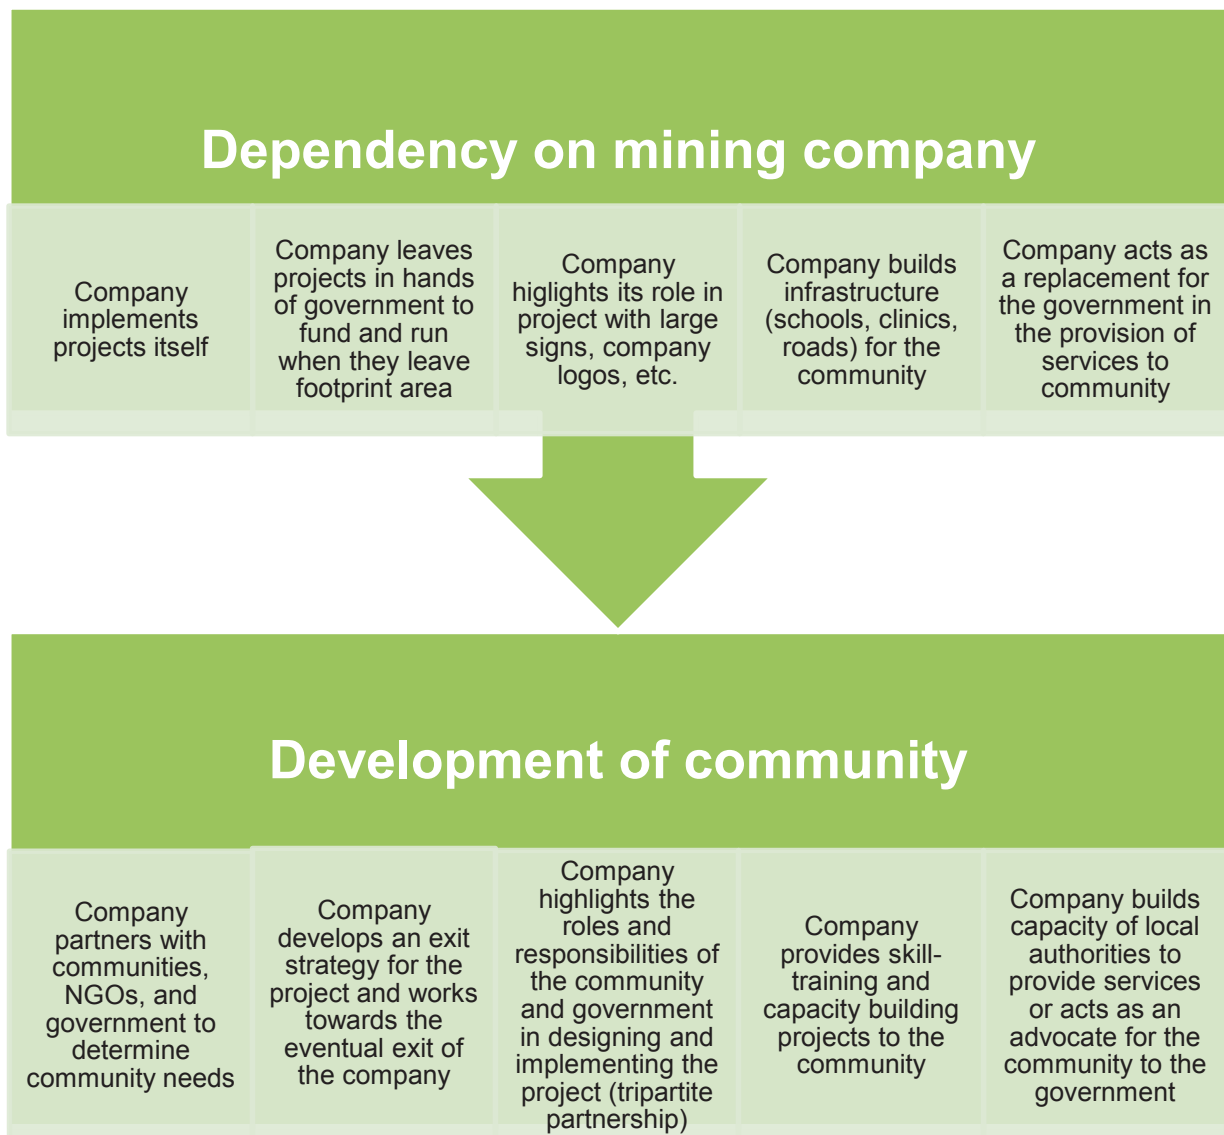 Dependency on mining company
Company
implements
projects itself
Company leaves
projects in hands
of government to
fund and run
when they leave
footprint area
Company
higlights its role in
project with large
signs, company
logos, etc.
Company builds
infrastructure
(schools, clinics,
roads) for the
community
Company acts as
a replacement for
the government in
the provision of
services to
community
Development of community
Company
partners with
communities,
NGOs, and
government to
determine
community needs
Company
develops an exit
strategy for the
project and works
towards the
eventual exit of
the company
Company
highlights the
roles and
responsibilities of
the community
and government
in designing and
implementing the
project (tripartite
partnership)
Company
provides skill-
training and
capacity building
projects to the
community
Company builds
capacity of local
authorities to
provide services
or acts as an
advocate for the
community to the
government